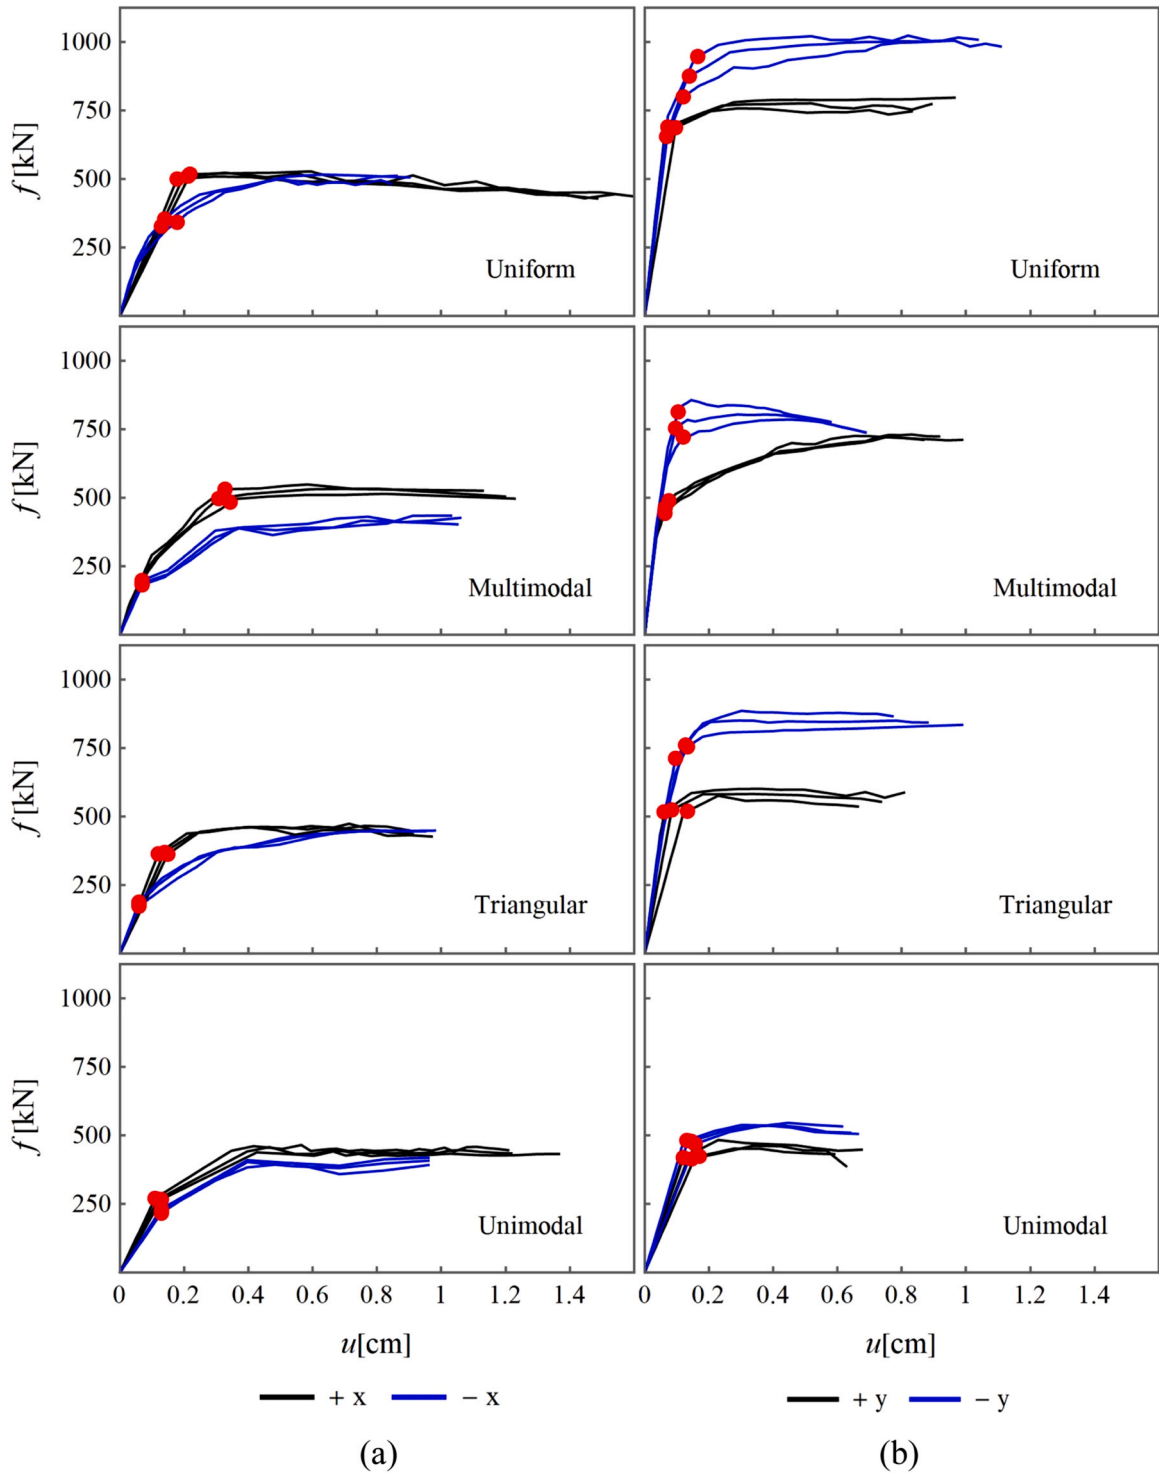 1000
750
500
250
f[kN]
Uniform
Uniform
1000
750
500
250
f[kN]
Multimodal
Multimodal
1000
750
500
250
f[kN]
Triangular
Triangular
1000
750
500
250
f[kN]
Unimodal
Unimodal
0 0.2 0.4 0.6 0.8 1 1.2 1.4
0 0.2 0.4 0.6 0.8 1 1.2 1.4
u[cm]
u[cm]
+ x − x
+ y − y
(a)
(b)